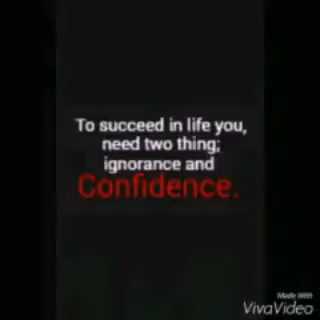 To succeed in life you,
need two thing;
ignorance and
Confidence.
Made With
VivaVideo